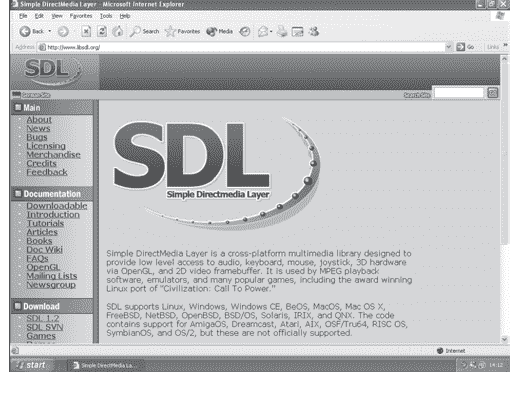 Simple DirectMedia Layer - Microsoft Internet Explorer
File Edit View Favorites Tools Help
Back Search Favorites Media
Address http://www.libsdl.org/ Go Links
SDL
German Site Search Site
Main
About
News
Bugs
Licensing
Merchandise
Credits
Feedback
Documentation
Downloadable
Introduction
Tutorials
Articles
Books
Doc Wiki
FAQs
OpenGL
Mailing Lists
Newsgroup
Download
SDL 1.2
SDL SVN
Games
SDL
Simple Directmedia Layer
Simple DirectMedia Layer is a cross-platform multimedia library designed to
provide low level access to audio, keyboard, mouse, joystick, 3D hardware
via OpenGL, and 2D video framebuffer. It is used by MPEG playback
software, emulators, and many popular games, including the award winning
Linux port of "Civilization: Call To Power."
SDL supports Linux, Windows, Windows CE, BeOS, MacOS, Mac OS X,
FreeBSD, NetBSD, OpenBSD, BSD/OS, Solaris, IRIX, and QNX. The code
contains support for AmigaOS, Dreamcast, Atari, AIX, OSF/Tru64, RISC OS,
SymbianOS, and OS/2, but these are not officially supported.
Internet
start Simple DirectMedia La... 14:12